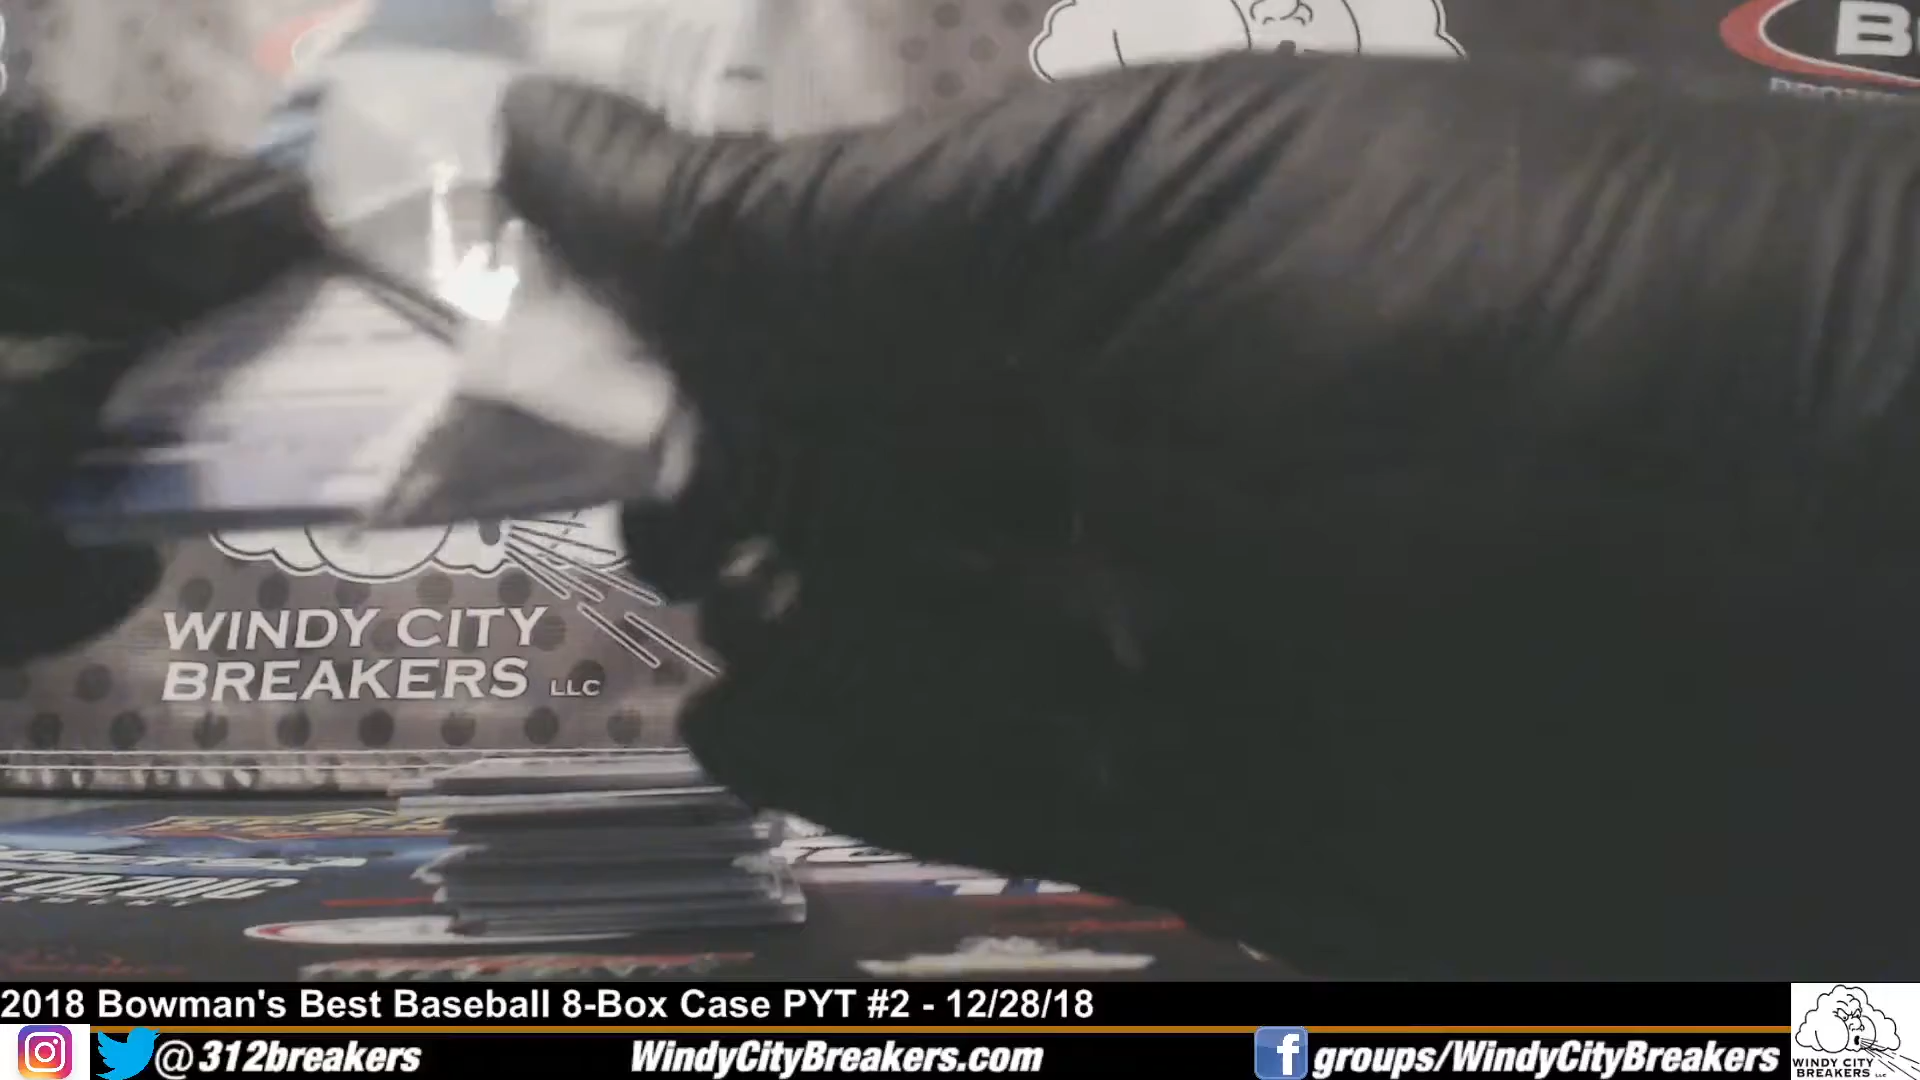 WINDY CITY
BREAKERS LLC
2018 Bowman's Best Baseball 8-Box Case PYT #2 - 12/28/18
@312breakers
WindyCityBreakers.com
groups/WindyCityBreakers
WINDY CITY
BREAKERS LLC